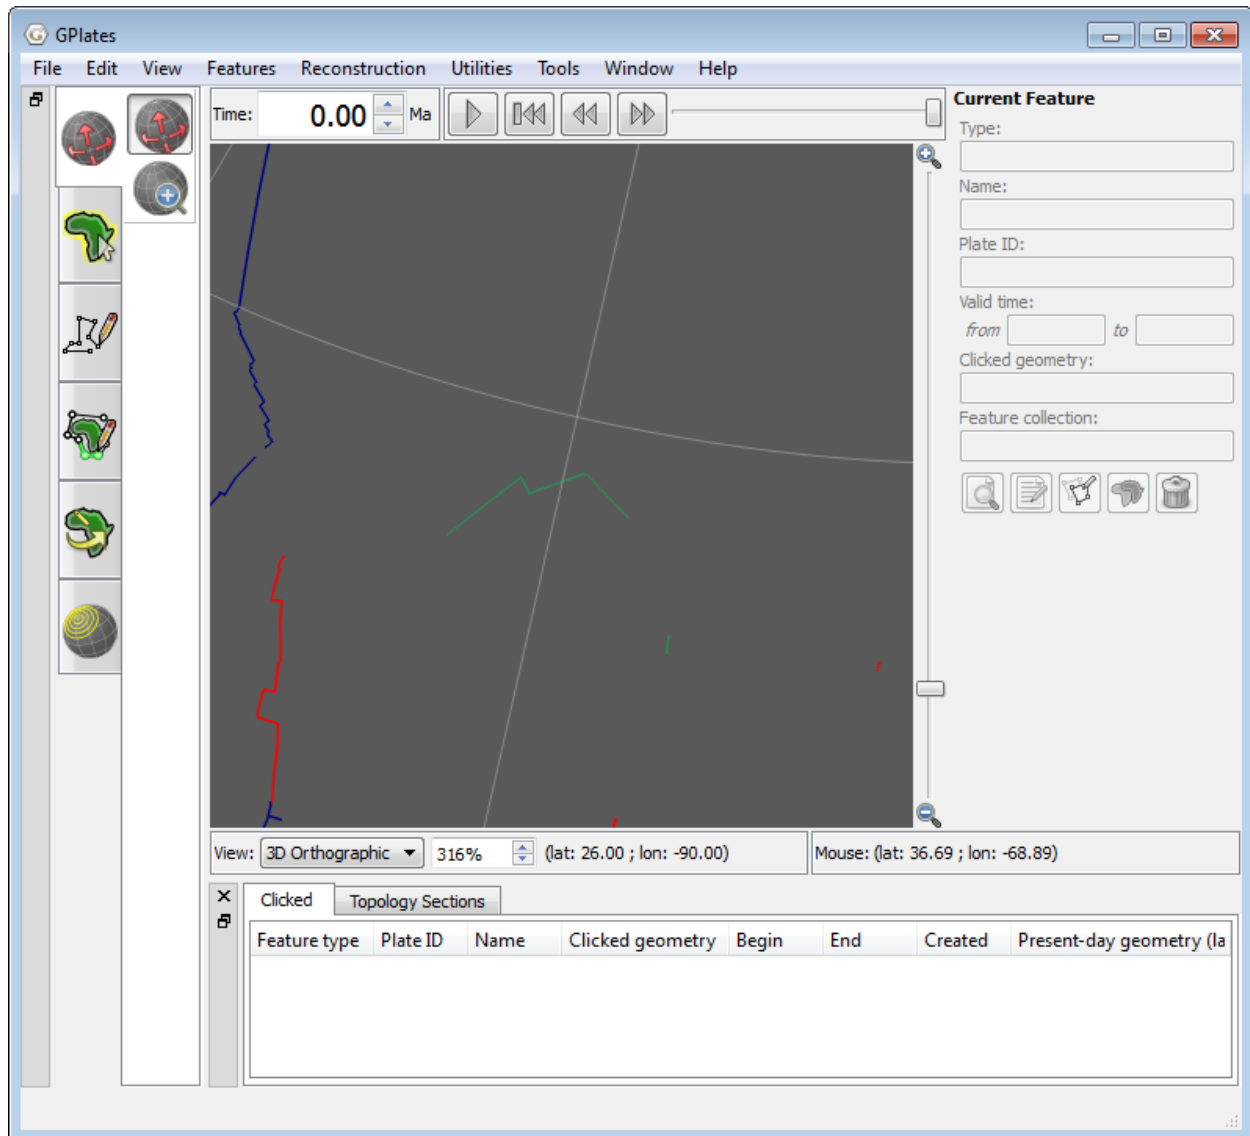 GPlates
File Edit View Features Reconstruction Utilities Tools Window Help
Time: 0.00 Ma
Current Feature
Type:
Name:
Plate ID:
Valid time:
from to
Clicked geometry:
Feature collection:
View: 3D Orthographic 316% (lat: 26.00 ; lon: -90.00) Mouse: (lat: 36.69 ; lon: -68.89)
Clicked Topology Sections
Feature type Plate ID Name Clicked geometry Begin End Created Present-day geometry (la